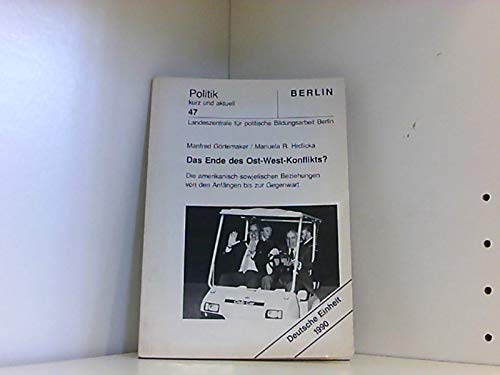 Politik
kurz und aktuell
47
BERLIN
Landeszentrale für politische Bildungsarbeit Berlin
Manfred Görtemaker / Manuela R. Hrdlicka
Das Ende des Ost-West-Konflikts?
Die amerikanisch-sowjetischen Beziehungen
von den Anfängen bis zur Gegenwart
Deutsche Einheit
1990